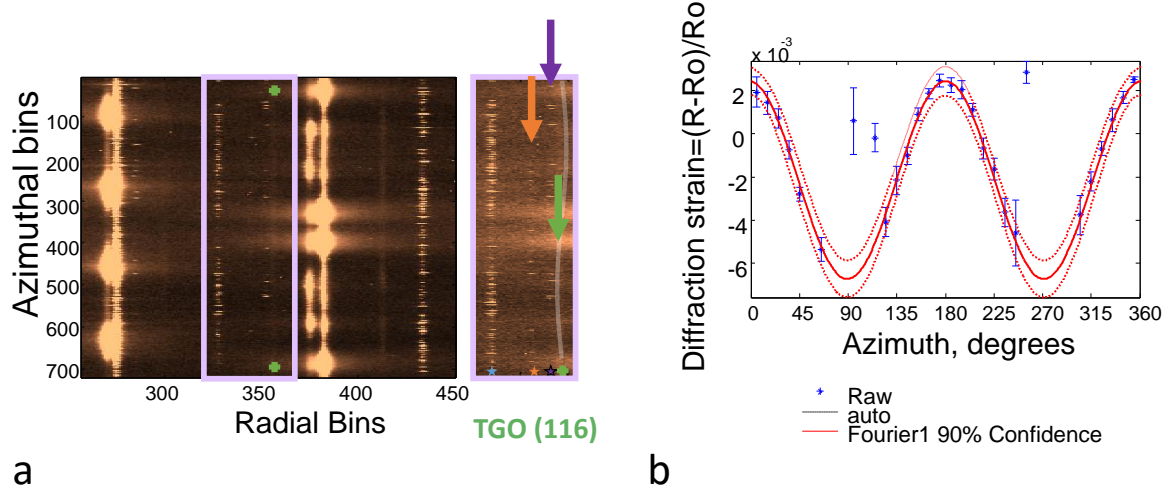 Azimuthal bins
100
200
300
400
500
600
700
300
350
400
450
Radial Bins
TGO (116)
a
x 10-3
Diffraction strain=(R-Ro)/Ro
2
0
-2
-4
-6
0
45
90
135
180
225
270
315
360
Azimuth, degrees
Raw
auto
Fourier1 90% Confidence
b